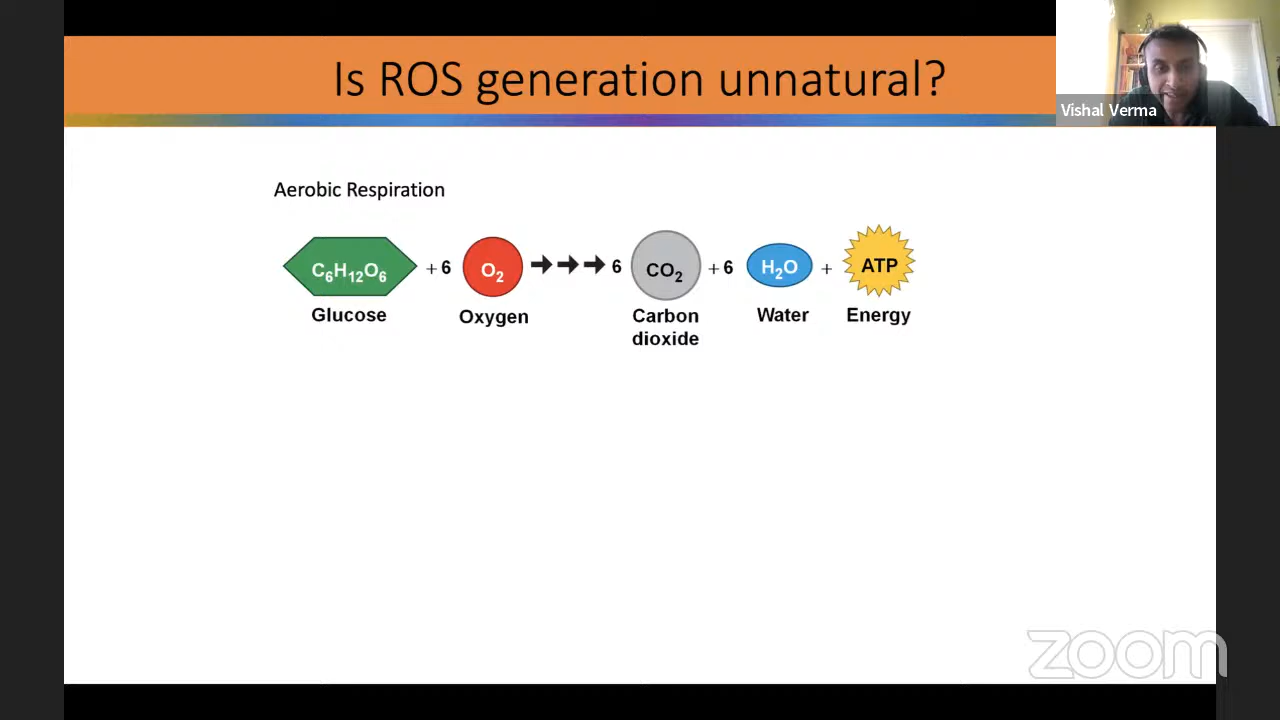 Is ROS generation unnatural?
Vishal Verma
Aerobic Respiration
C6H12O6 + 6 O2 6 CO2 + 6 H2O + ATP
Glucose Oxygen Carbon dioxide Water Energy
zoom